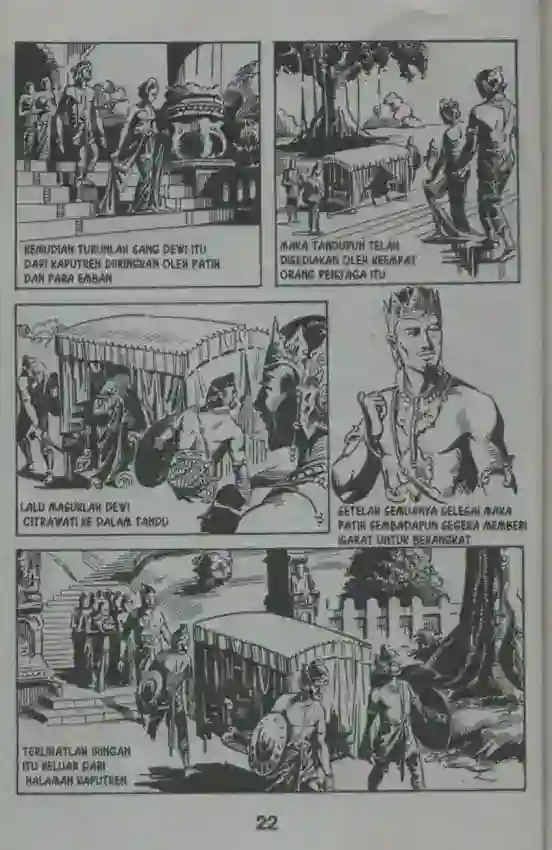 KEMUDIAN TURUNLAH SANG DEWI ITU
DARI KAPUTREN DIIRINGKAN OLEH PATIH
DAN PARA EMBAN
MAKA TANDUPUN TELAH
DISEDIAKAN OLEH KEEMPAT
ORANG PENJAGA ITU
LALU MASUKLAH DEWI
CITRAWATI KE DALAM TANDU
SETELAH SEMUANYA SELESAI MAKA
PATIH SEMBADAPUN SEGERA MEMBERI
ISARAT UNTUK BERANGKAT
TERLIHATLAH IRINGAN
ITU KELUAR DARI
HALAMAN KAPUTREN
22